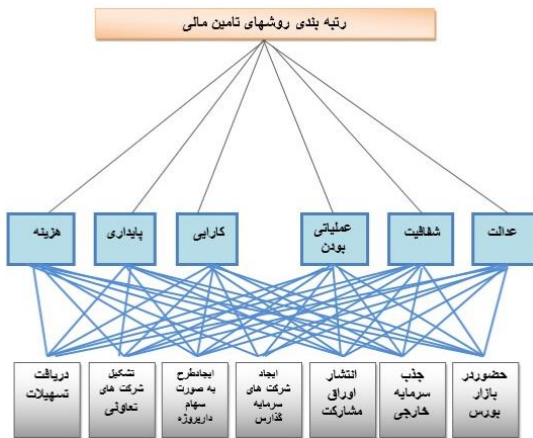 رتبه بندی روشهای تامین مالی
عدالت
شفافیت
عملیاتی
بودن
کارایی
پایداری
هزینه
حضوردر
بازار
بورس
جذب
سرمایه
خارجی
انتشار
اوراق
مشارکت
ایجاد
شرکت های
سرمایه
گذارس
ایجادطرح
به صورت
سهام
دارپروژه
تشکیل
شرکت های
تعاونی
دریافت
تسهیلات